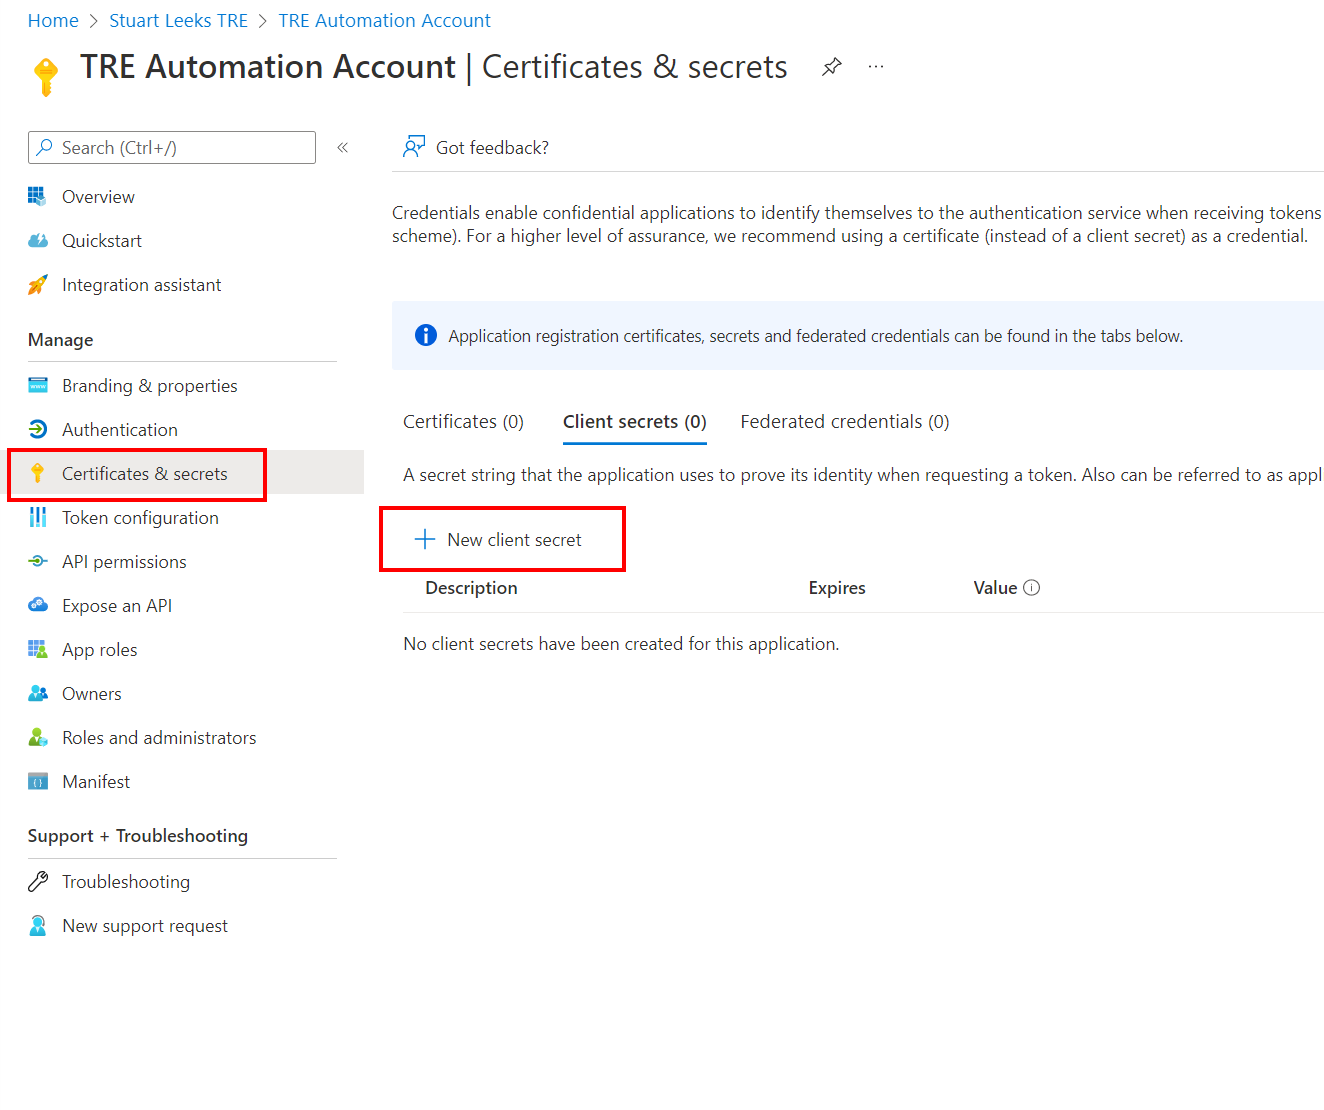 Home > Stuart Leeks TRE > TRE Automation Account
TRE Automation Account | Certificates & secrets
Search (Ctrl+/)
Overview
Quickstart
Integration assistant
Manage
Branding & properties
Authentication
Certificates & secrets
Token configuration
API permissions
Expose an API
App roles
Owners
Roles and administrators
Manifest
Support + Troubleshooting
Troubleshooting
New support request
Got feedback?
Credentials enable confidential applications to identify themselves to the authentication service when receiving tokens
scheme). For a higher level of assurance, we recommend using a certificate (instead of a client secret) as a credential.
Application registration certificates, secrets and federated credentials can be found in the tabs below.
Certificates (0) Client secrets (0) Federated credentials (0)
A secret string that the application uses to prove its identity when requesting a token. Also can be referred to as appl
New client secret
Description Expires Value
No client secrets have been created for this application.